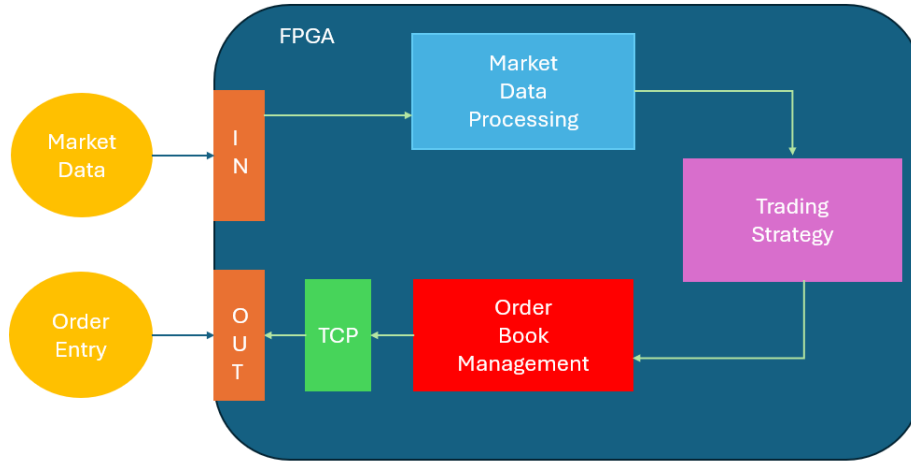 FPGA
Market
Data
Processing
I
N
Market
Data
Trading
Strategy
Order
Entry
O
U
T
TCP
Order
Book
Management